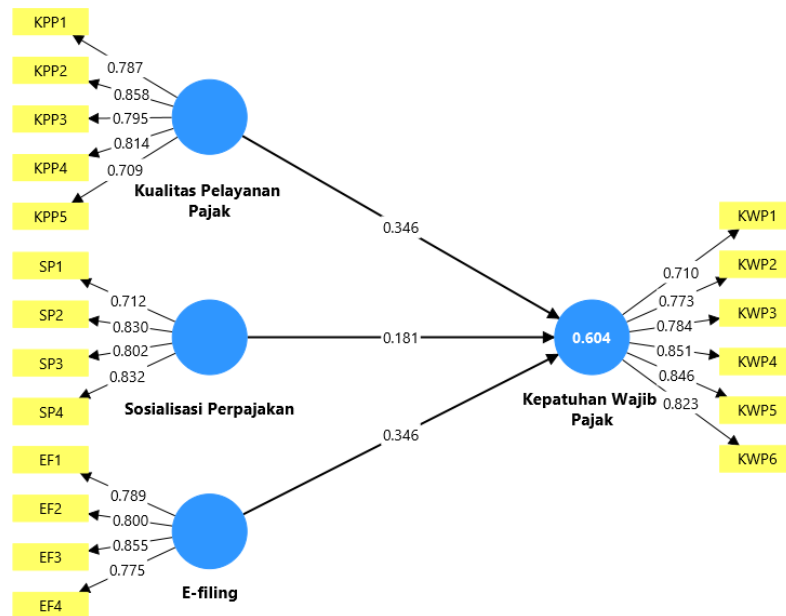 KPP1
0.787
KPP2
0.858
KPP3
0.795
KPP4
0.814
KPP5
0.709
Kualitas Pelayanan
Pajak
SP1
0.712
SP2
0.830
SP3
0.802
SP4
0.832
Sosialisasi Perpajakan
EF1
0.789
EF2
0.800
EF3
0.855
EF4
0.775
E-filing
0.346
0.181
0.346
0.604
Kepatuhan Wajib
Pajak
KWP1
0.710
KWP2
0.773
KWP3
0.784
KWP4
0.851
KWP5
0.846
KWP6
0.823